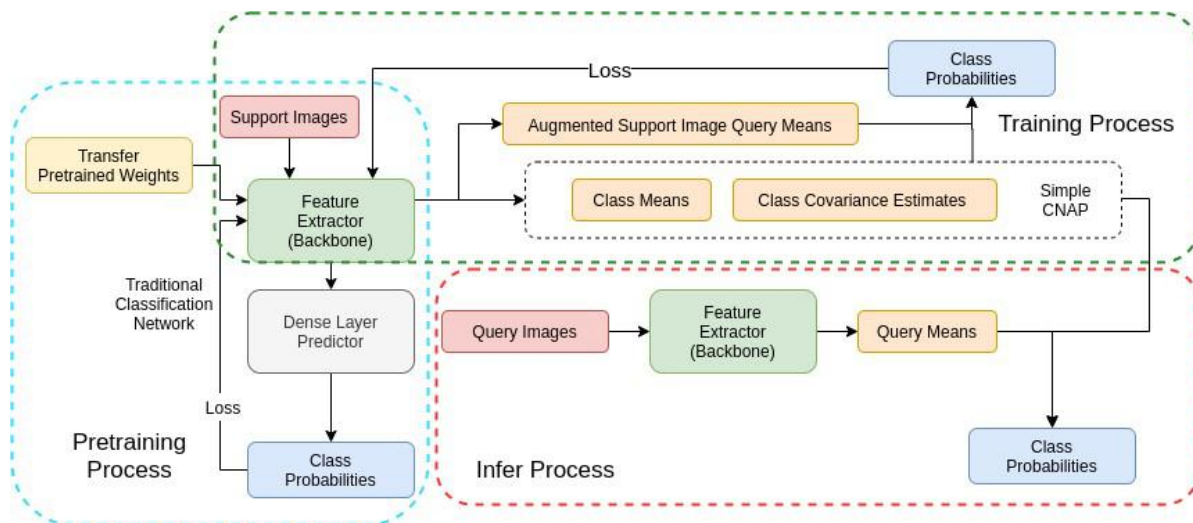 Loss
Class
Probabilities
Support Images
Augmented Support Image Query Means
Training Process
Transfer
Pretrained Weights
Feature
Extractor
(Backbone)
Class Means
Class Covariance Estimates
Simple
CNAP
Traditional
Classification
Network
Dense Layer
Predictor
Query Images
Feature
Extractor
(Backbone)
Query Means
Loss
Pretraining
Process
Class
Probabilities
Infer Process
Class
Probabilities